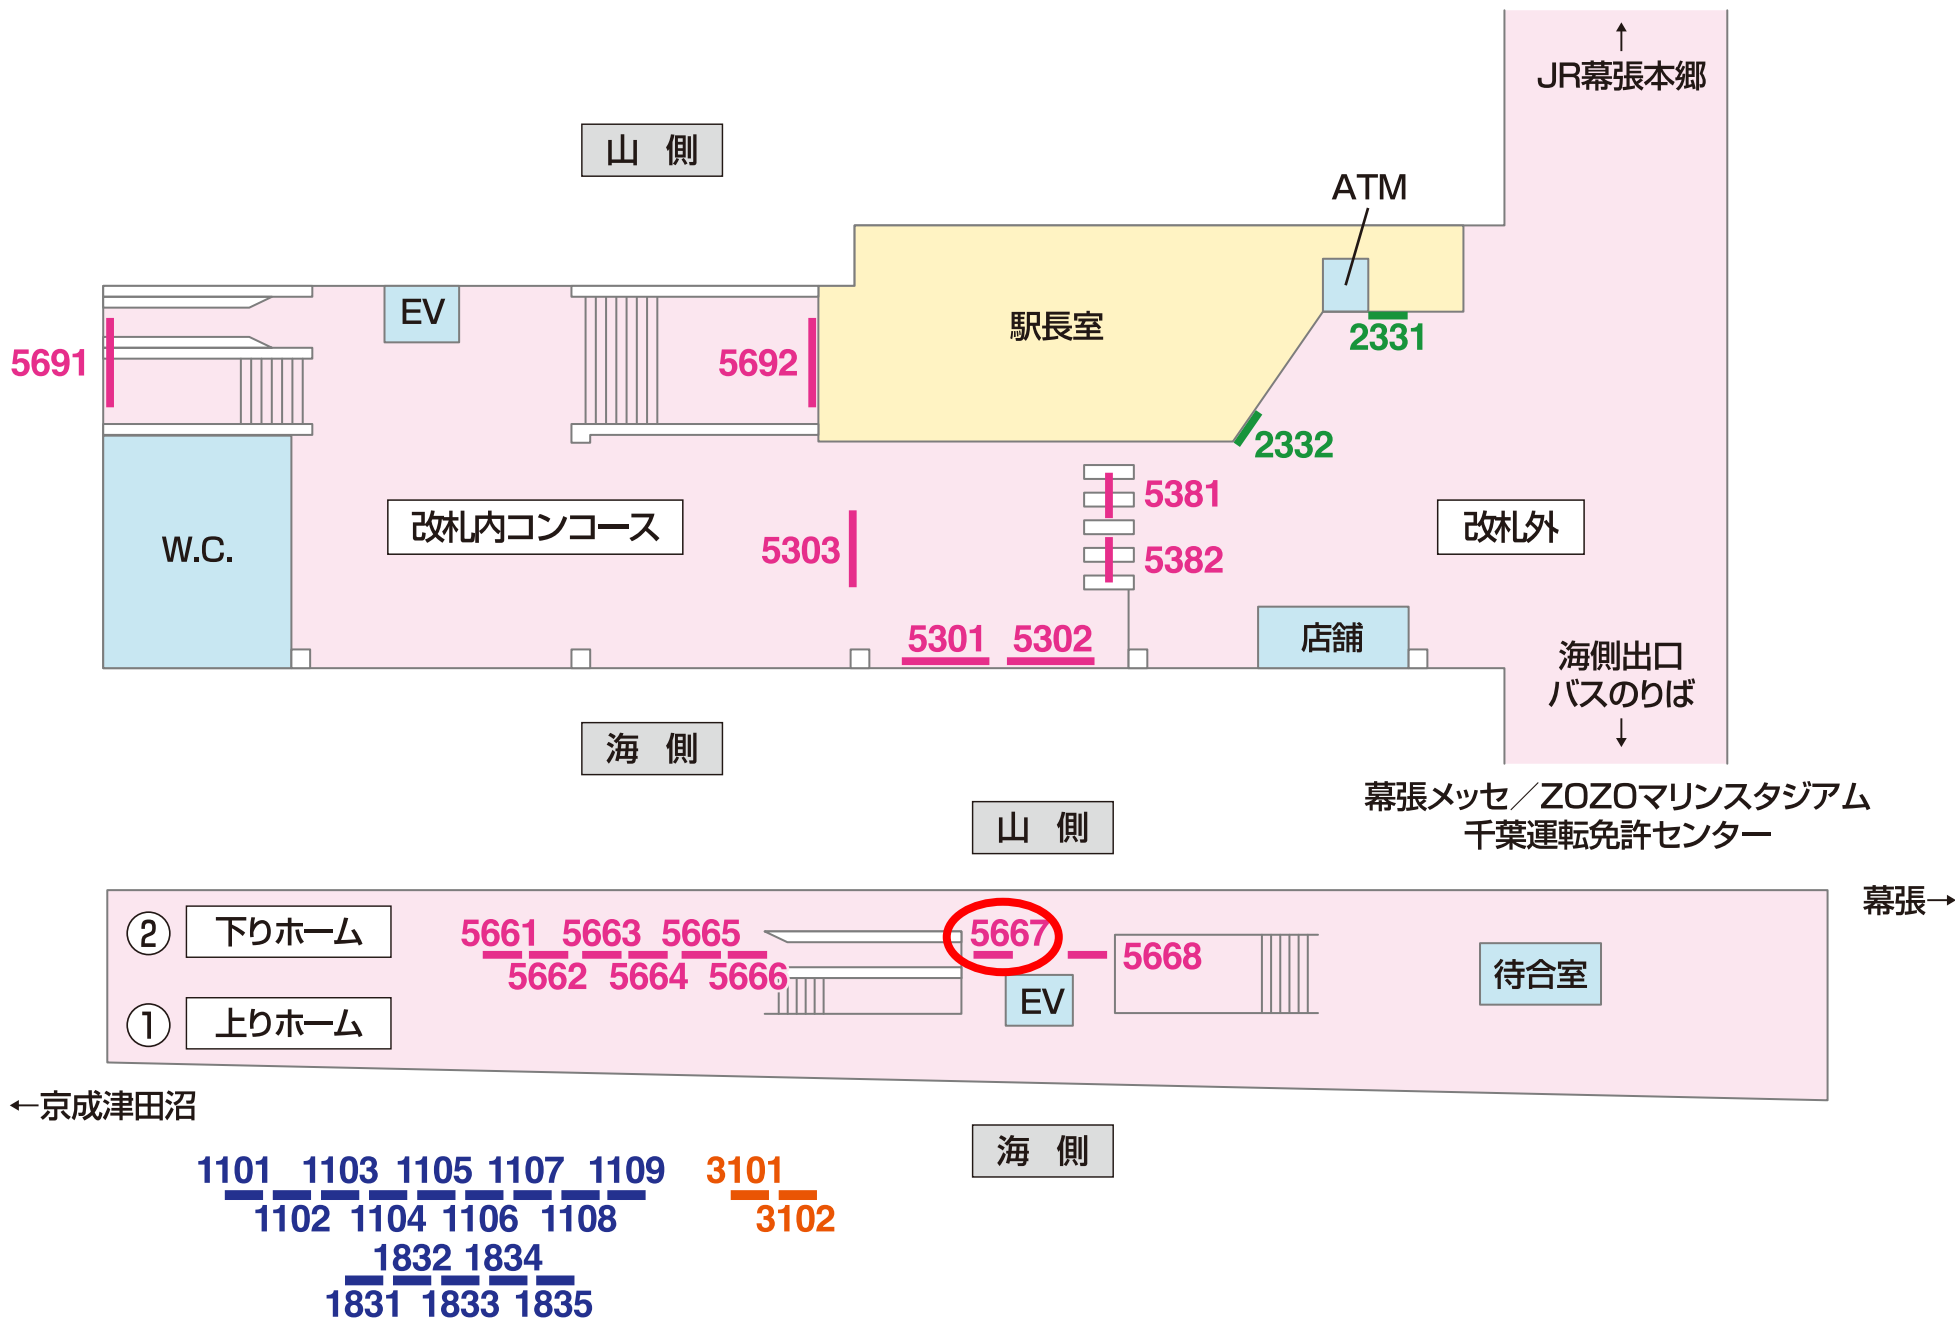 ↑
JR幕張本郷
山 側
ATM
EV
駅長室
2331
5691
5692
2332
W.C.
改札内コンコース
5303
5381
5382
改札外
5301
5302
店舗
海側出口
バスのりば
↓
海 側
幕張メッセ／ZOZOマリンスタジアム
千葉運転免許センター
山 側
幕張→
② 下りホーム
5661 5663 5665
5662 5664 5666
5667
5668
EV
待合室
① 上りホーム
←京成津田沼
海 側
1101 1103 1105 1107 1109
1102 1104 1106 1108
3101
3102
1832 1834
1831 1833 1835